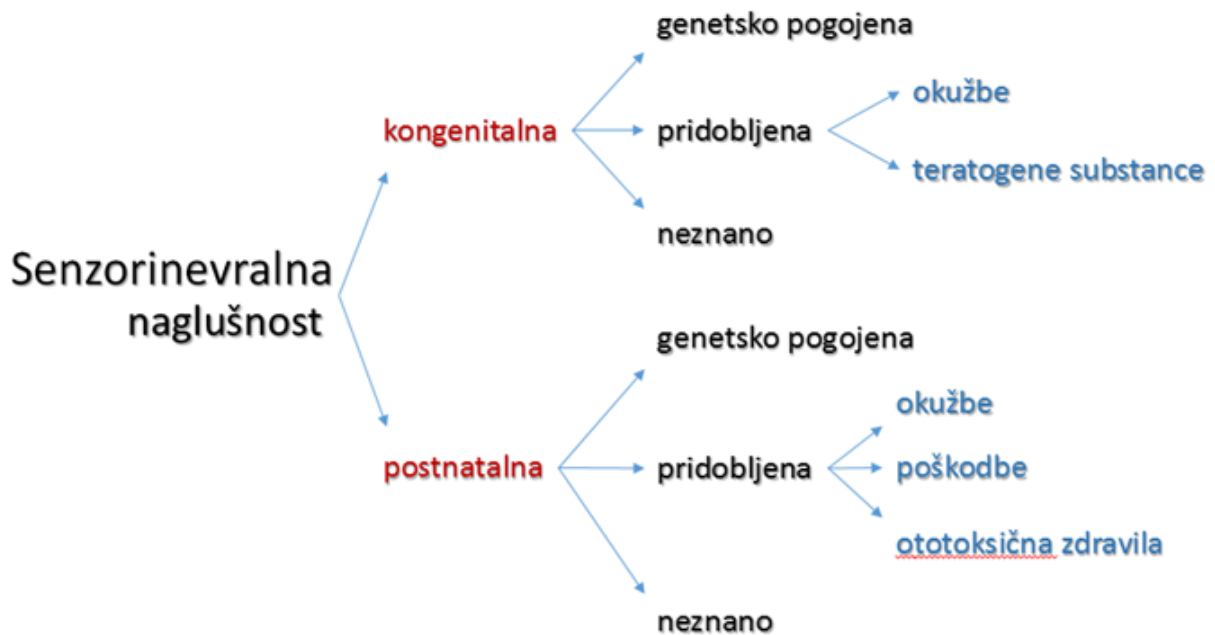 genetsko pogojena
okužbe
kongenitalna
pridobljena
teratogene substance
neznano
Senzorinevralna
naglušnost
genetsko pogojena
okužbe
postnatalna
pridobljena
poškodbe
ototoksična zdravila
neznano